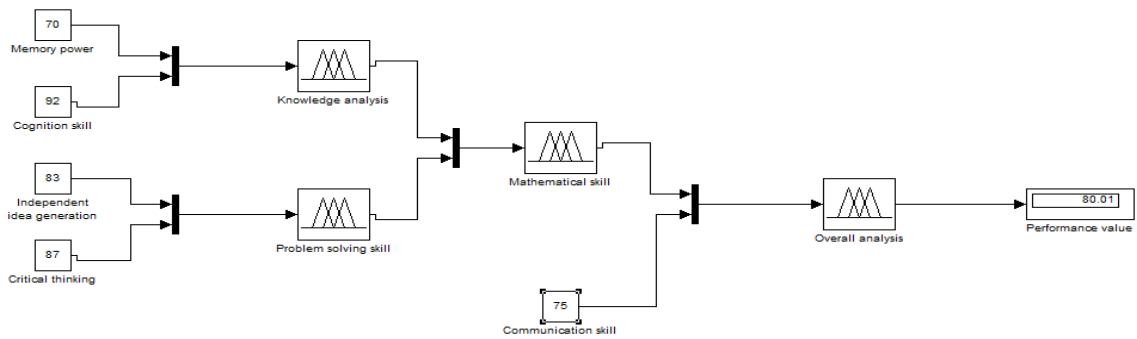 70
Memory power
92
Cognition skill
Knowledge analysis
83
Independent
idea generation
87
Critical thinking
Problem solving skill
Mathematical skill
75
Communication skill
Overall analysis
80.01
Performance value